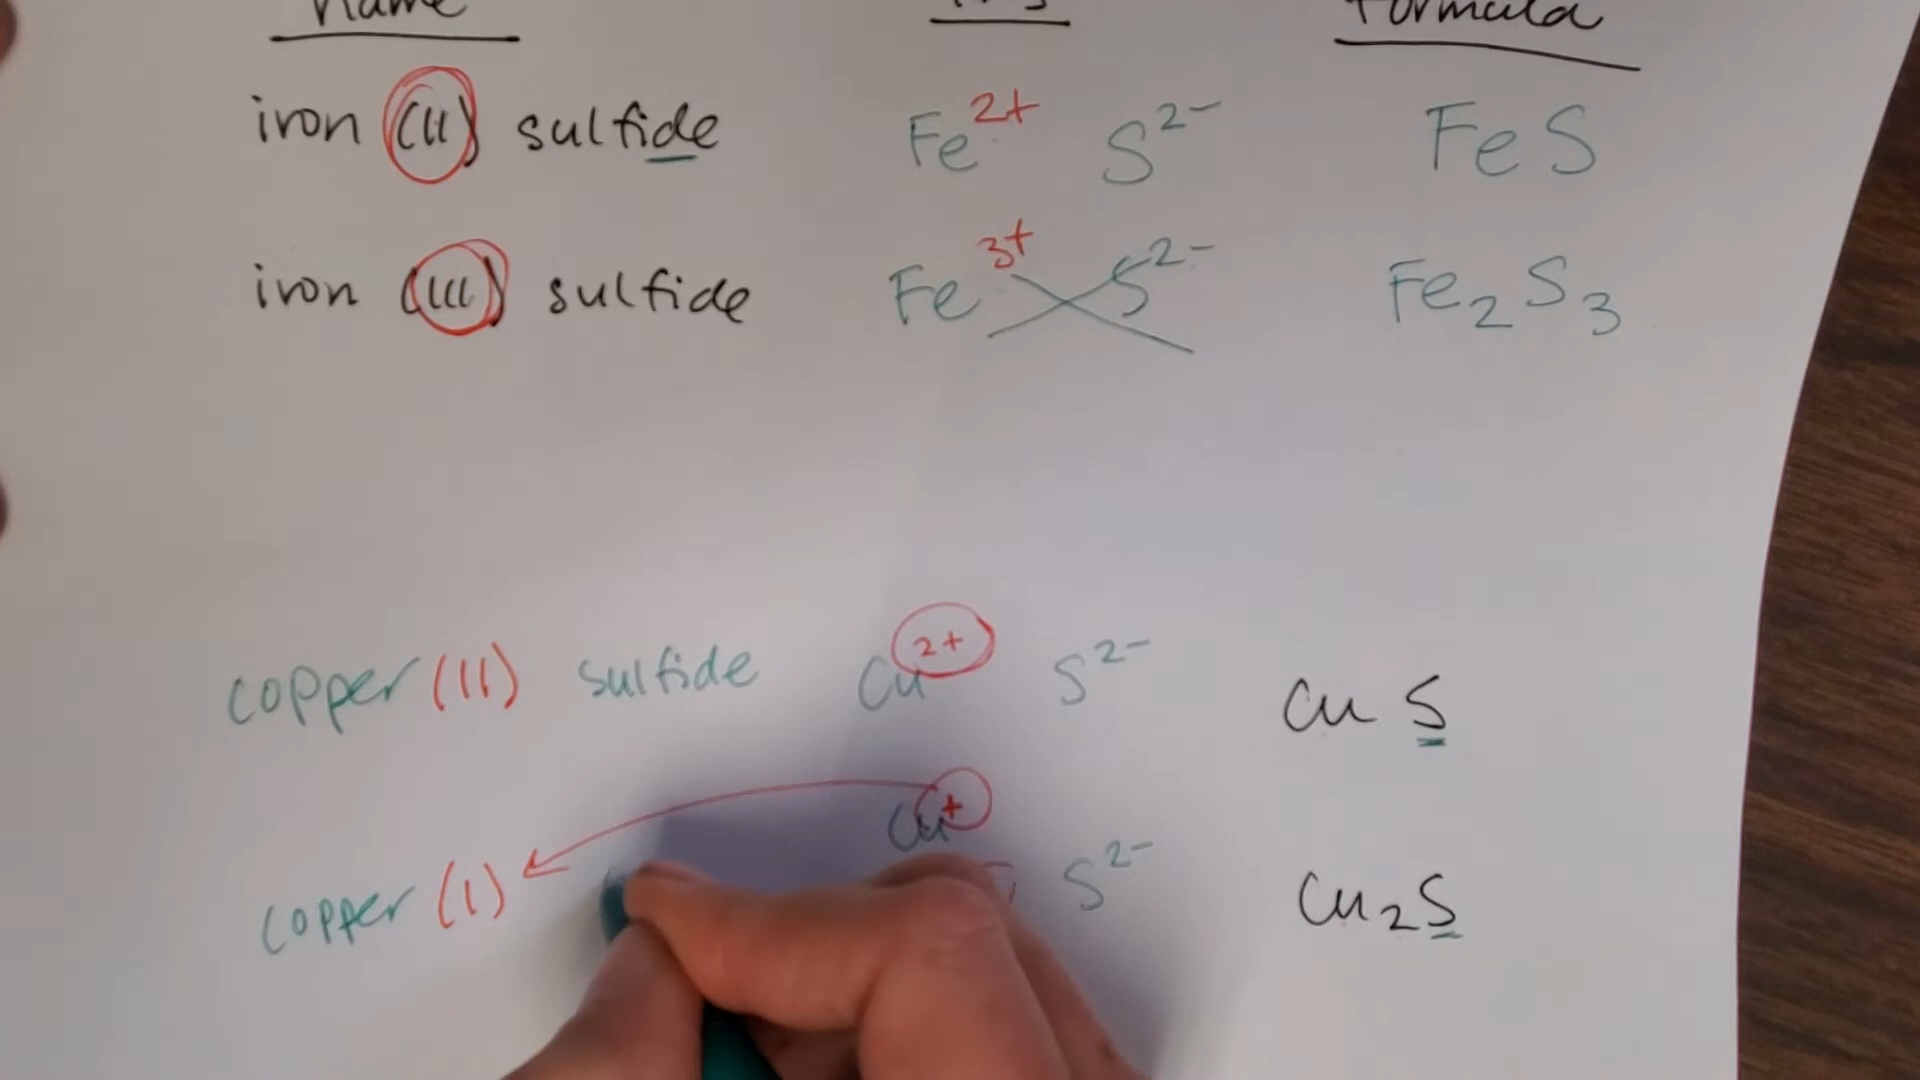 name formula
iron (II) sulfide Fe2+ S2- FeS
iron (III) sulfide Fe3+ S2- Fe2S3
copper (II) sulfide Cu2+ S2- CuS
Cu+
copper (I) S2- Cu2S